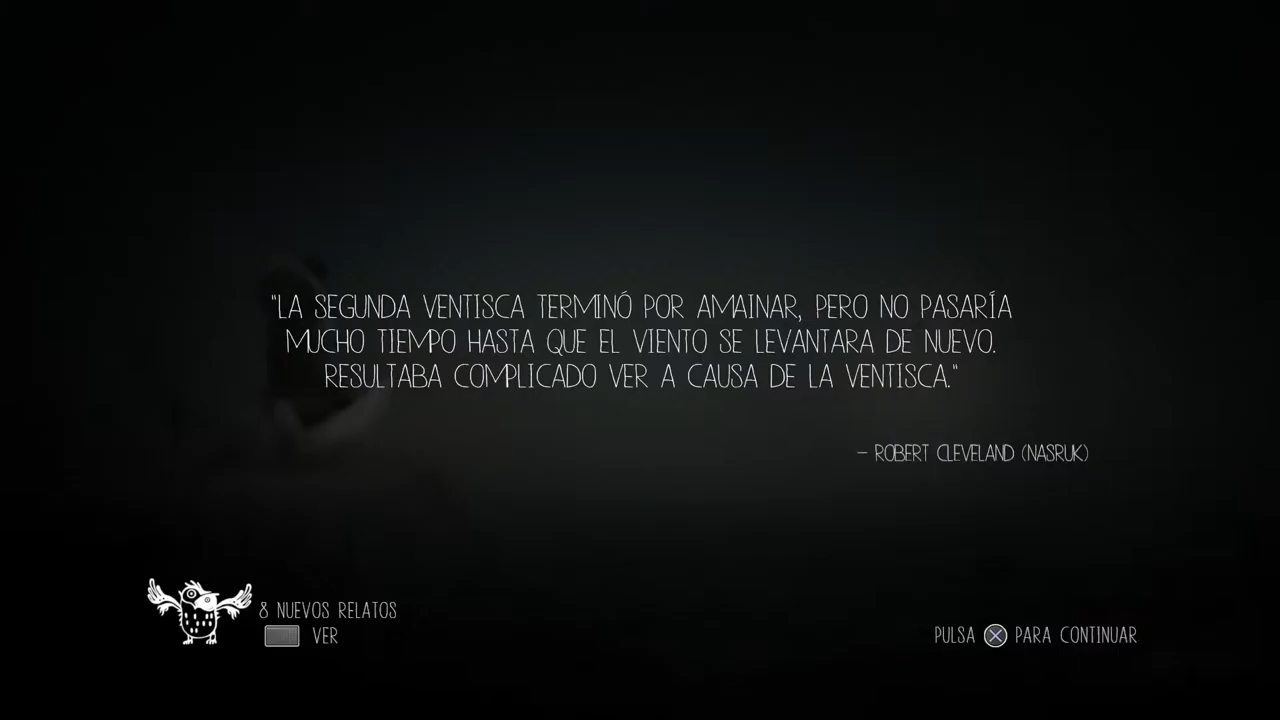 "LA SEGUNDA VENTISCA TERMINÓ POR AMAINAR, PERO NO PASARÍA
MUCHO TIEMPO HASTA QUE EL VIENTO SE LEVANTARA DE NUEVO.
RESULTABA COMPLICADO VER A CAUSA DE LA VENTISCA."
– ROBERT CLEVELAND (NASRUK)
8 NUEVOS RELATOS
VER
PULSA PARA CONTINUAR